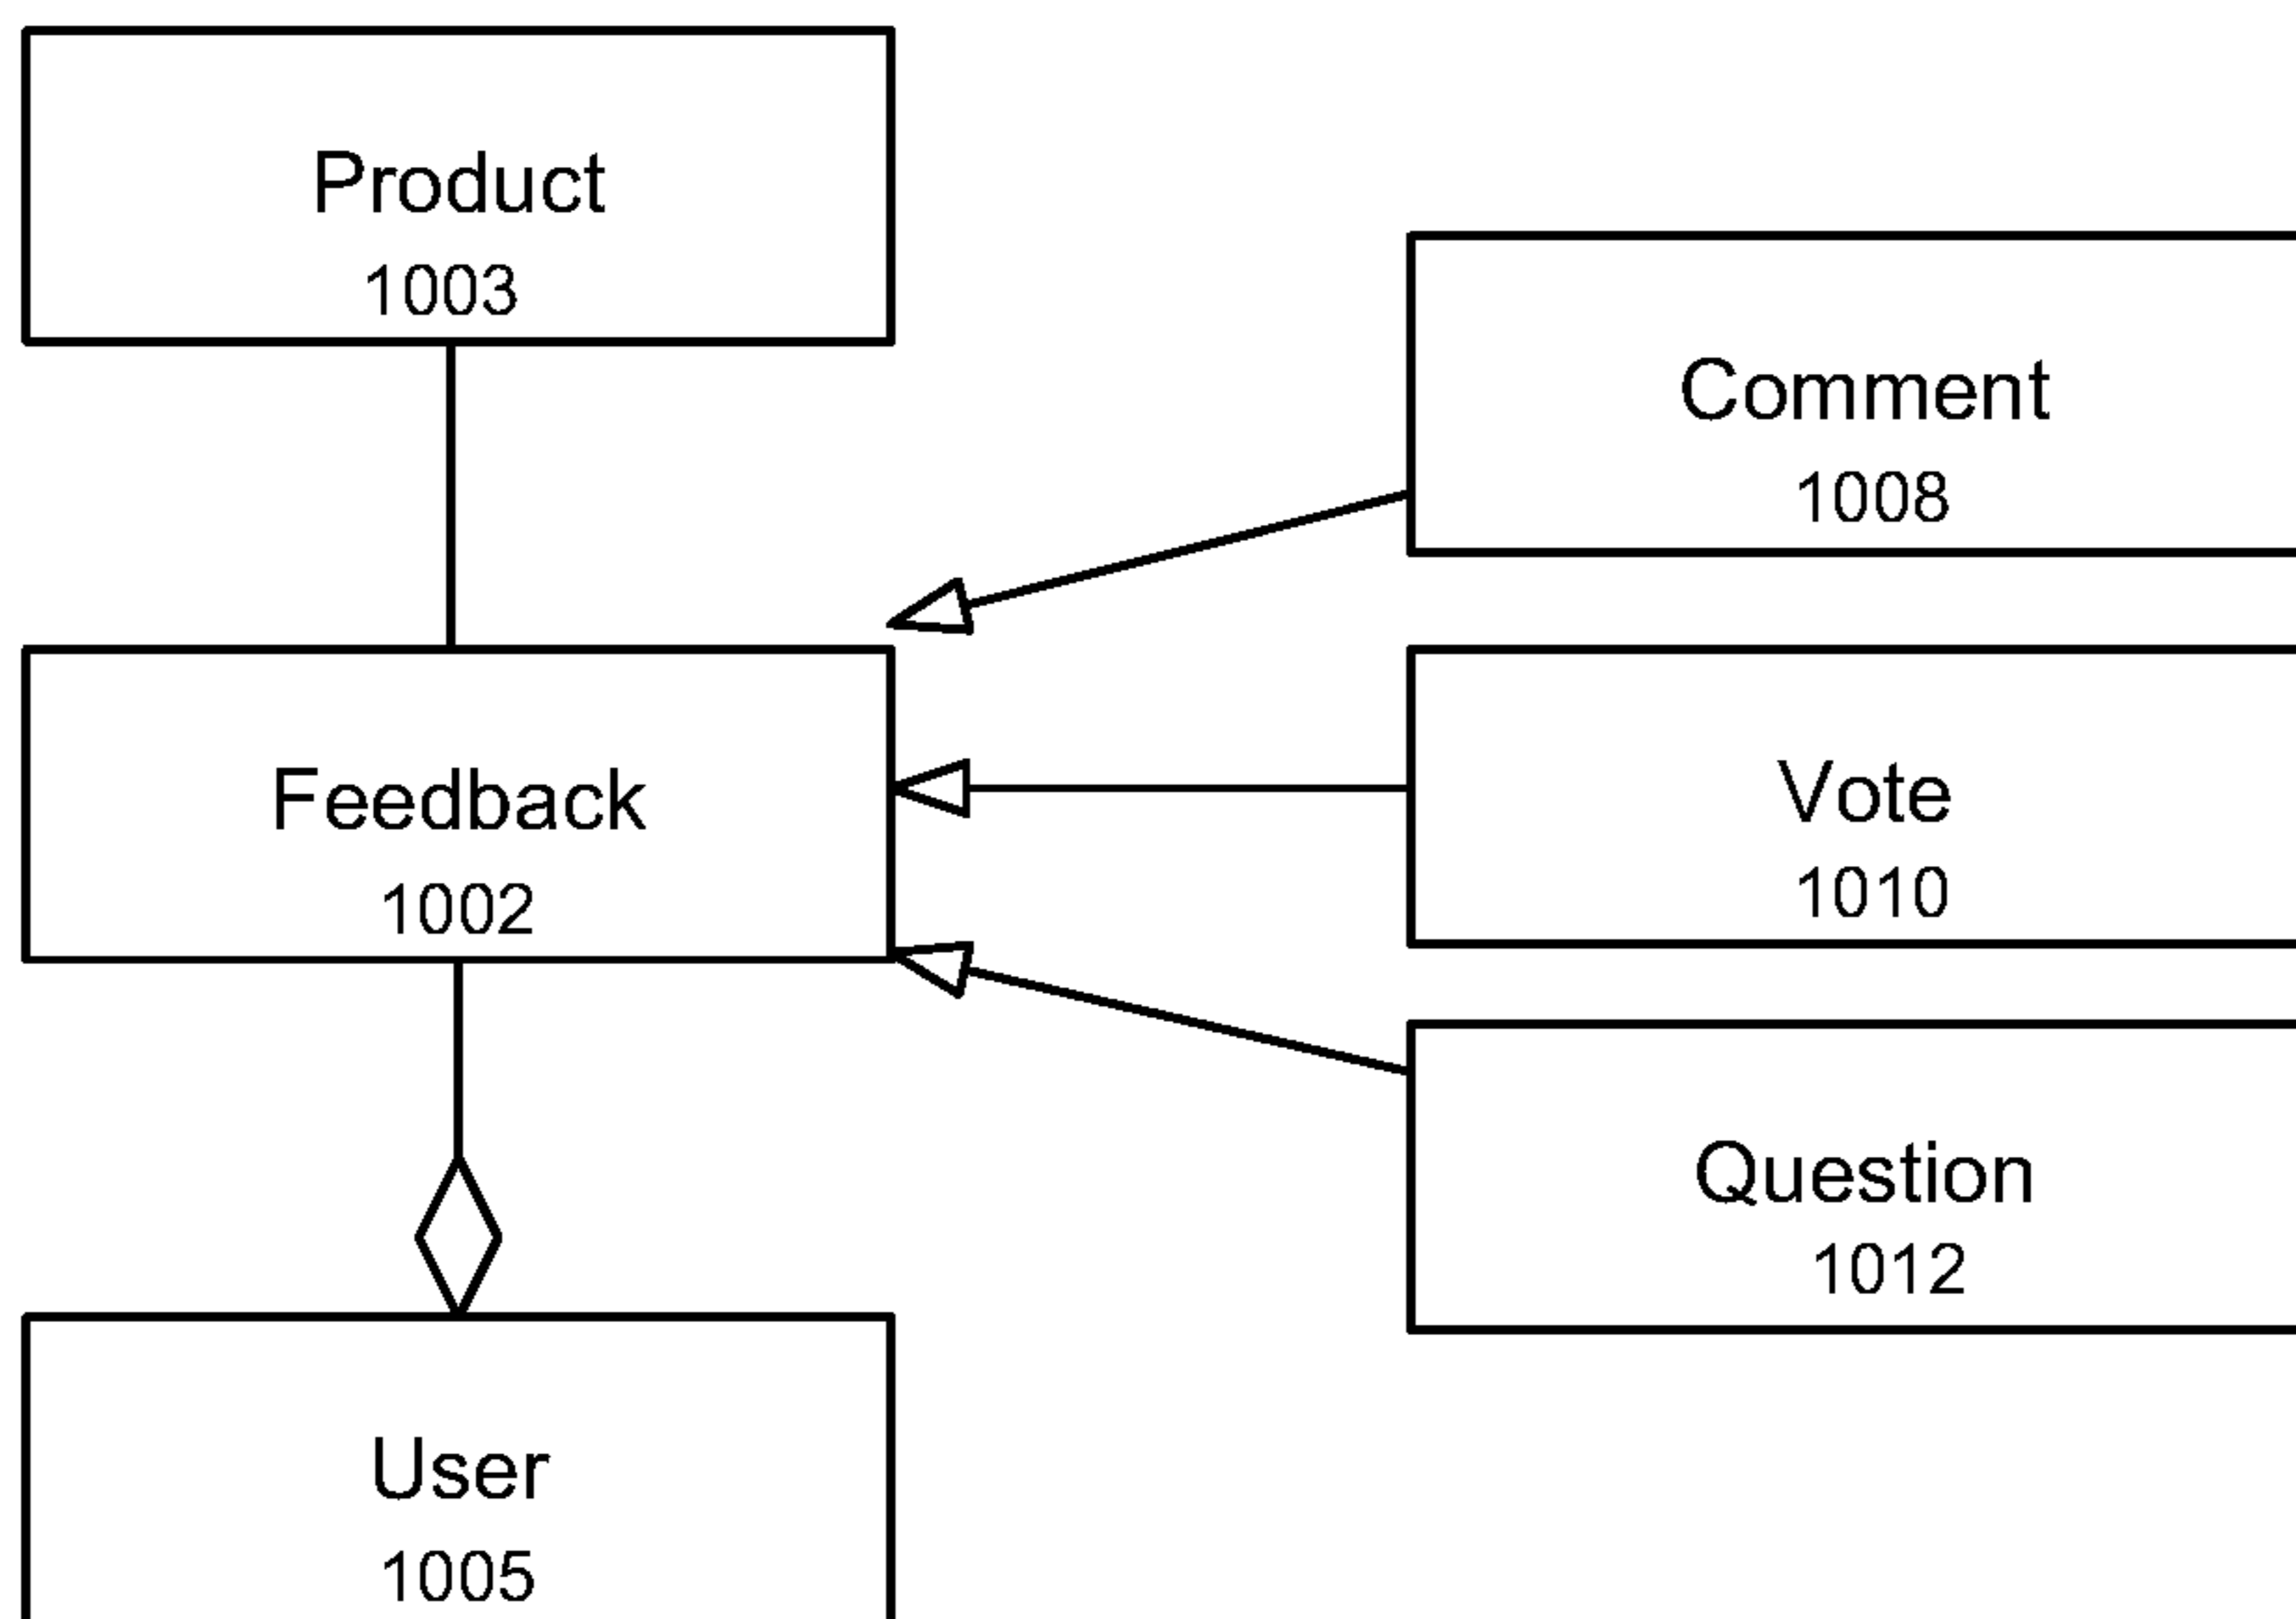 Product
1003
Comment
1008
Feedback
1002
Vote
1010
Question
1012
User
1005